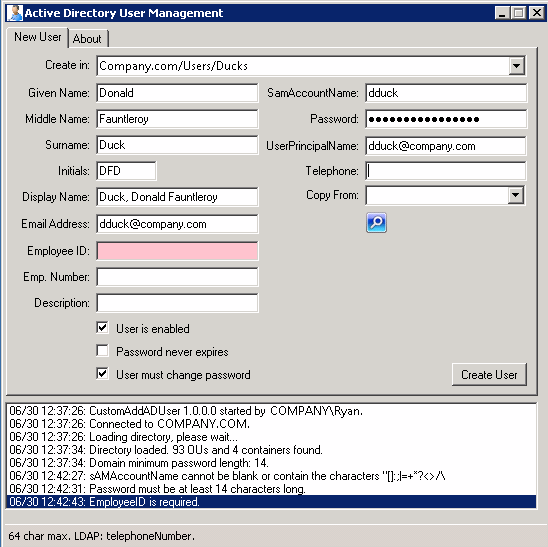 Active Directory User Management
New User About
Create in: Company.com/Users/Ducks
Given Name: Donald SamAccountName: dduck
Middle Name: Fauntleroy Password: ●●●●●●●●●●●●●●●●
Surname: Duck UserPrincipalName: dduck@company.com
Initials: DFD Telephone:
Display Name: Duck, Donald Fauntleroy Copy From:
Email Address: dduck@company.com
Employee ID:
Emp. Number:
Description:
User is enabled
Password never expires
User must change password
Create User
06/30 12:37:26: CustomAddADUser 1.0.0.0 started by COMPANY\Ryan.
06/30 12:37:26: Connected to COMPANY.COM.
06/30 12:37:26: Loading directory, please wait...
06/30 12:37:34: Directory loaded. 93 OUs and 4 containers found.
06/30 12:37:34: Domain minimum password length: 14.
06/30 12:42:27: sAMAccountName cannot be blank or contain the characters "[]:;|=+*?<>/\
06/30 12:42:31: Password must be at least 14 characters long.
06/30 12:42:43: EmployeeID is required.
64 char max. LDAP: telephoneNumber.